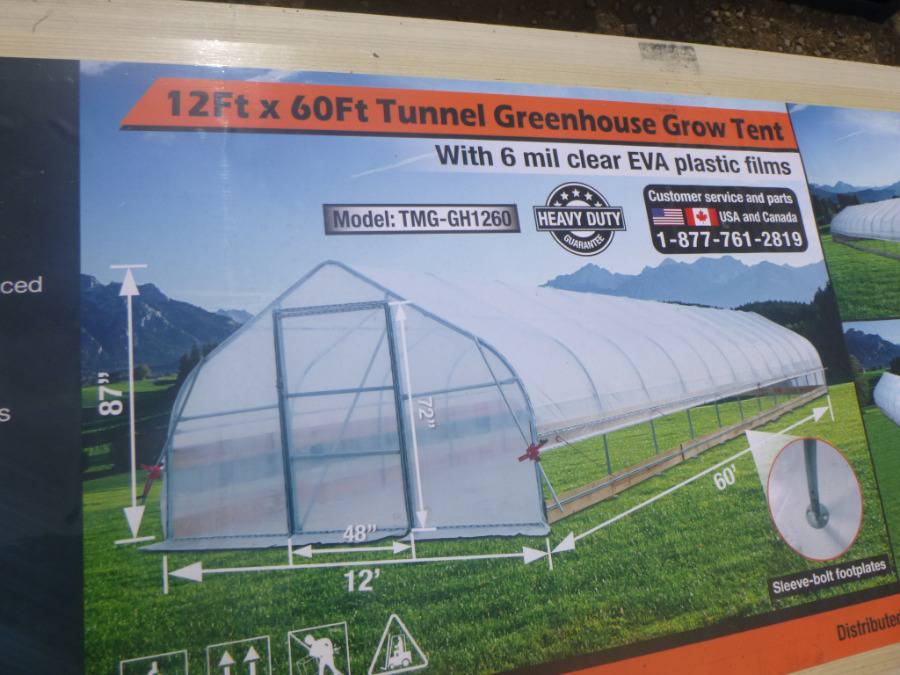 12Ft x 60Ft Tunnel Greenhouse Grow Tent
With 6 mil clear EVA plastic films
Model: TMG-GH1260
HEAVY DUTY
GUARANTEE
Customer service and parts
USA and Canada
1-877-761-2819
ced
s
87”
72”
48”
12’
60’
Sleeve-bolt footplates
Distribute